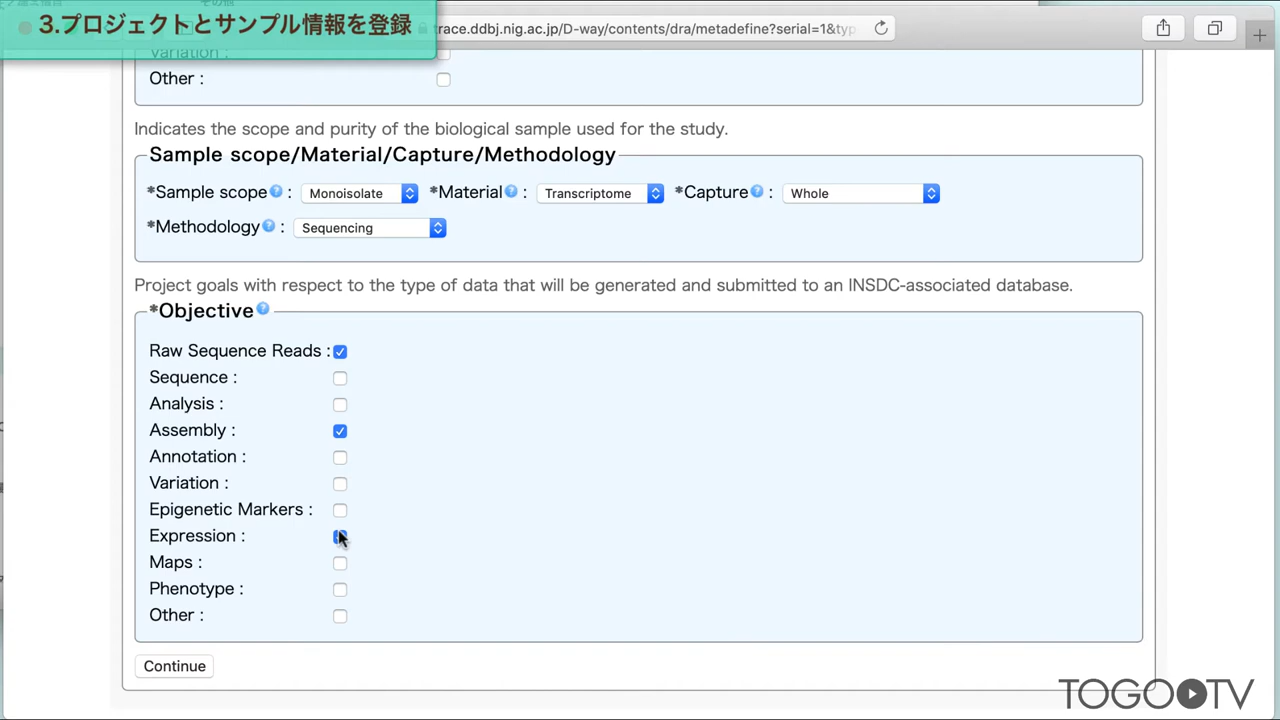 3.プロジェクトとサンプル情報を登録
trace.ddbj.nig.ac.jp/D-way/contents/dra/metadefine?serial=1&typ
Variation :
Other :
Indicates the scope and purity of the biological sample used for the study.
Sample scope/Material/Capture/Methodology
*Sample scope : Monoisolate *Material : Transcriptome *Capture : Whole
*Methodology : Sequencing
Project goals with respect to the type of data that will be generated and submitted to an INSDC-associated database.
*Objective
Raw Sequence Reads :
Sequence :
Analysis :
Assembly :
Annotation :
Variation :
Epigenetic Markers :
Expression :
Maps :
Phenotype :
Other :
Continue
TOGO TV